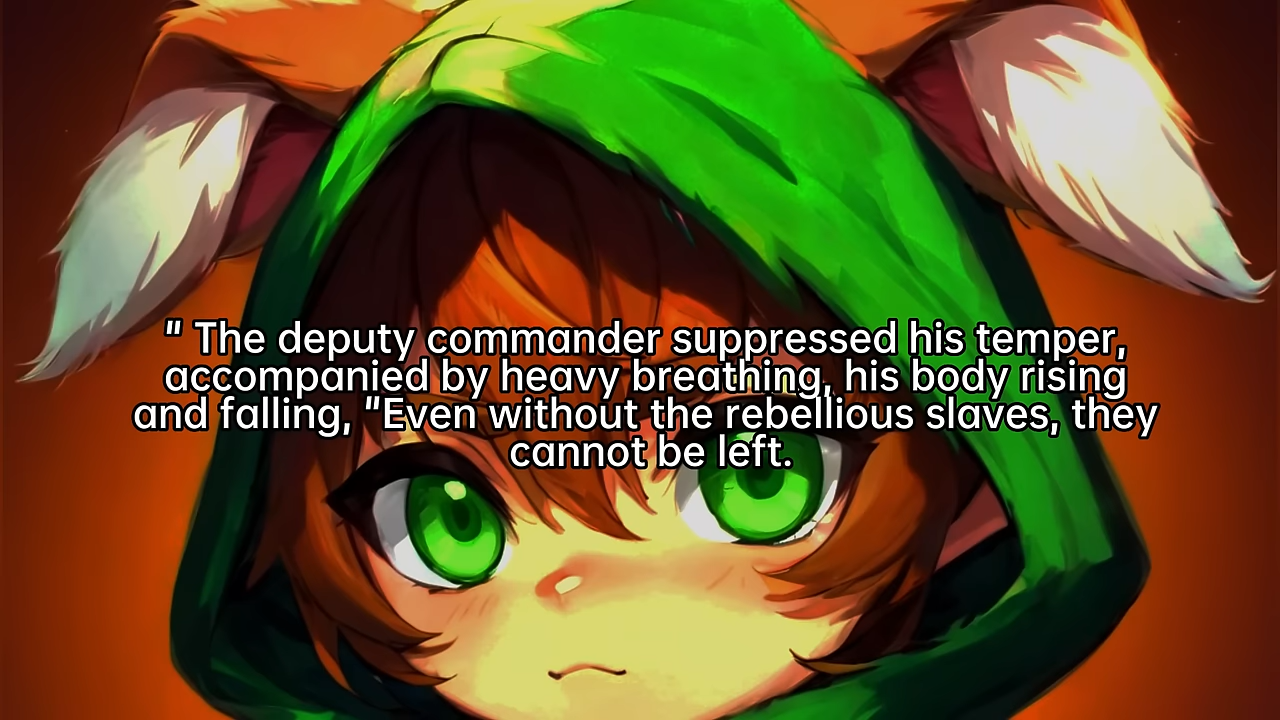 " The deputy commander suppressed his temper,
accompanied by heavy breathing, his body rising
and falling, "Even without the rebellious slaves, they
cannot be left.